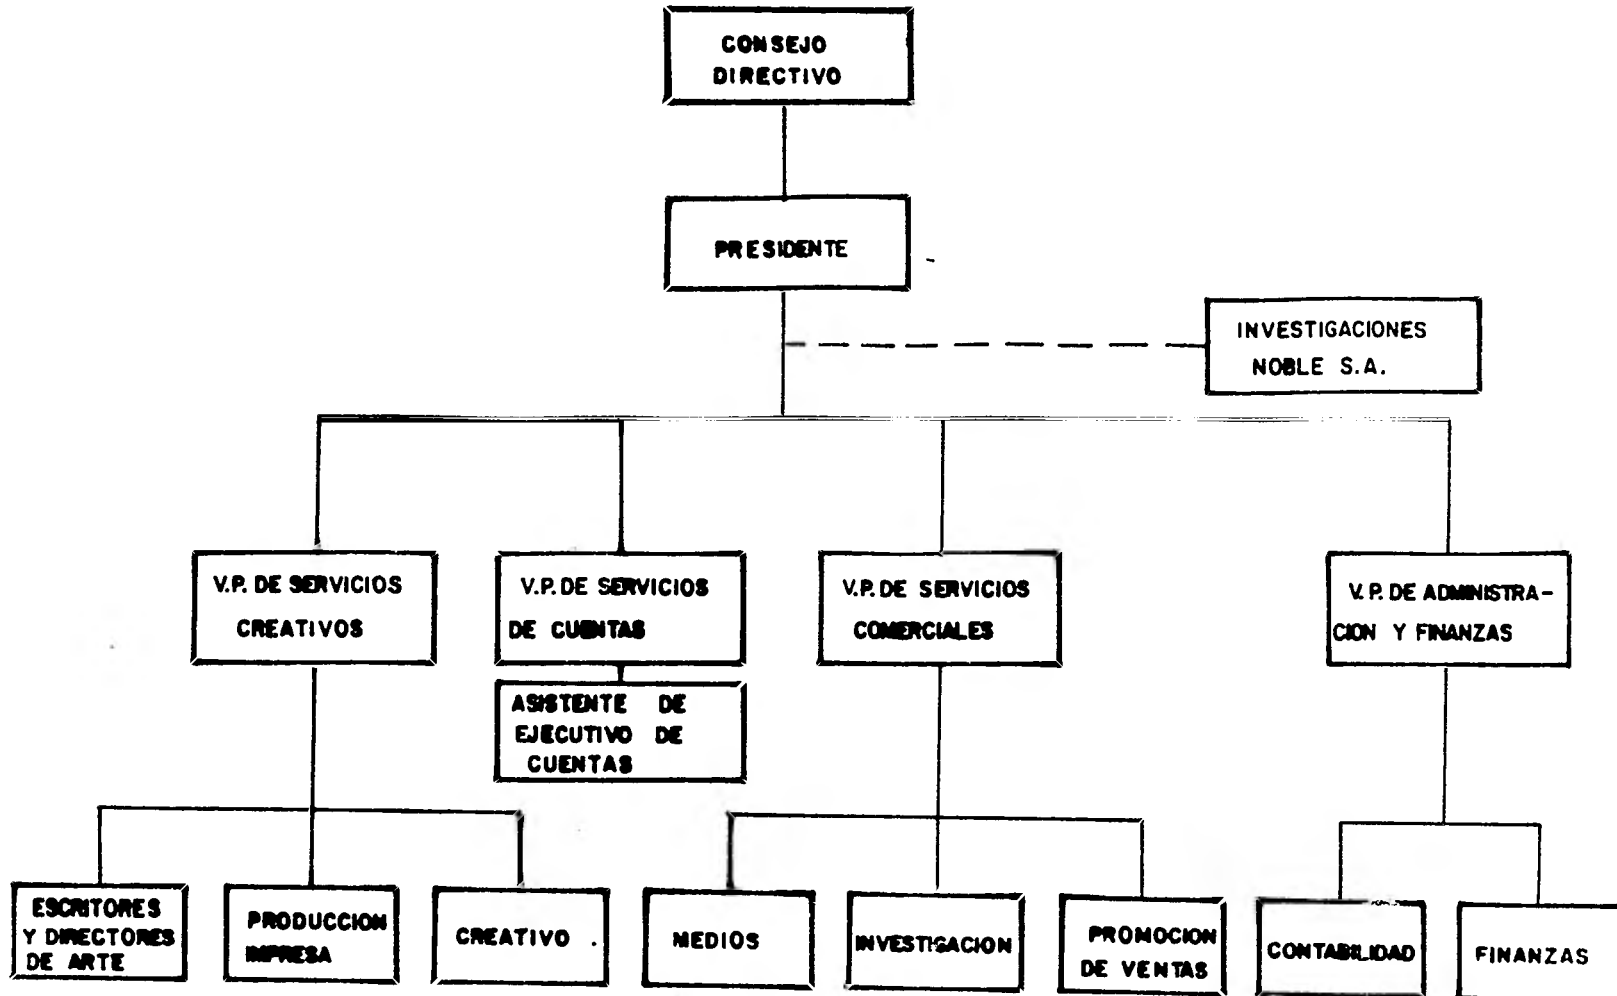 CONSEJO
DIRECTIVO
PRESIDENTE
INVESTIGACIONES
NOBLE S.A.
V.P. DE SERVICIOS
CREATIVOS
V.P. DE SERVICIOS
DE CUENTAS
V.P. DE SERVICIOS
COMERCIALES
V.P. DE ADMINISTRA-
CION Y FINANZAS
ASISTENTE DE
EJECUTIVO DE
CUENTAS
ESCRITORES
Y DIRECTORES
DE ARTE
PRODUCCION
IMPRESA
CREATIVO .
MEDIOS
INVESTIGACION
PROMOCION
DE VENTAS
CONTABILIDAD
FINANZAS